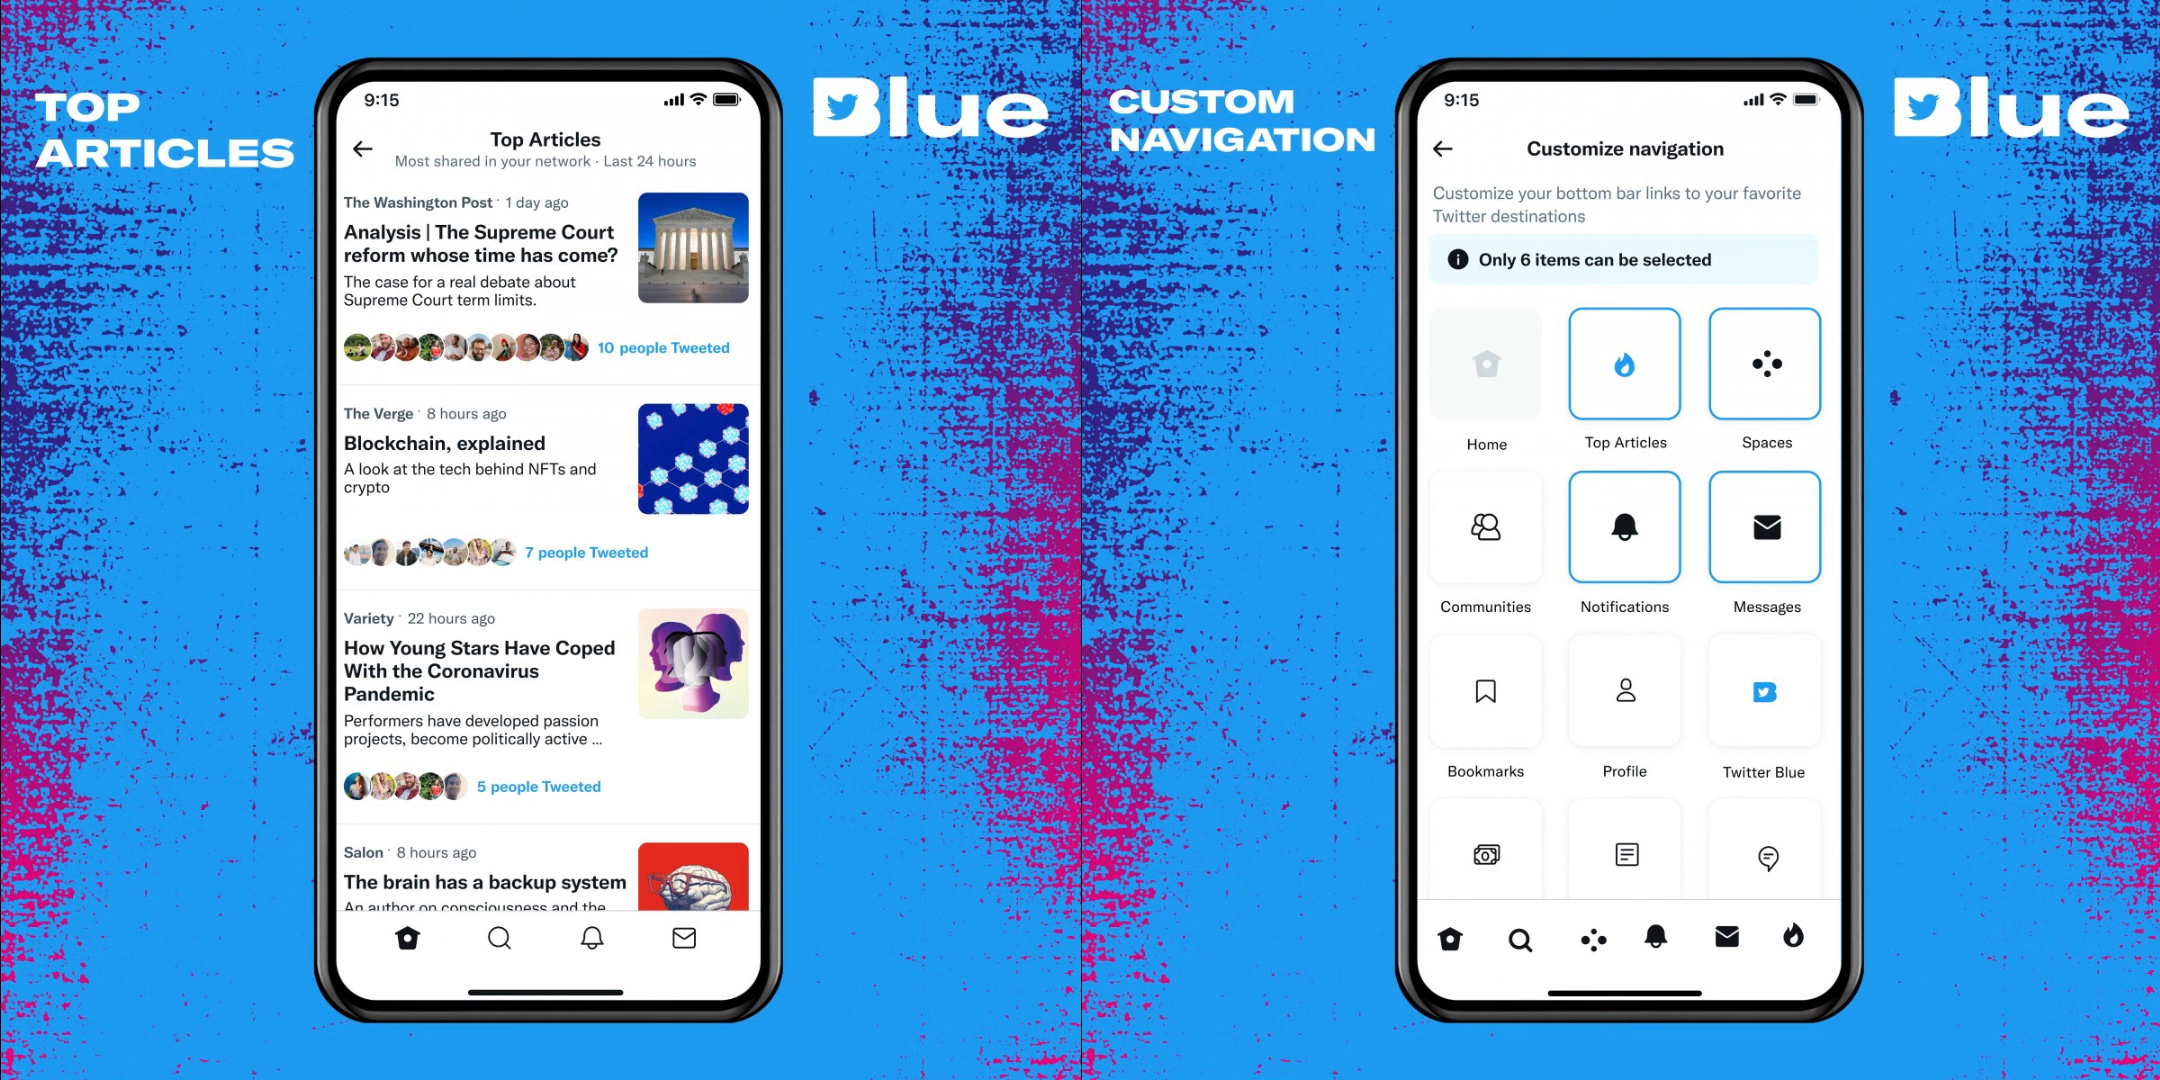 TOP
ARTICLES
Blue
9:15
Top Articles
Most shared in your network · Last 24 hours
The Washington Post · 1 day ago
Analysis | The Supreme Court
reform whose time has come?
The case for a real debate about
Supreme Court term limits.
10 people Tweeted
The Verge · 8 hours ago
Blockchain, explained
A look at the tech behind NFTs and
crypto
7 people Tweeted
Variety · 22 hours ago
How Young Stars Have Coped
With the Coronavirus
Pandemic
Performers have developed passion
projects, become politically active ...
5 people Tweeted
Salon · 8 hours ago
The brain has a backup system
An author on consciousness and the
CUSTOM
NAVIGATION
Blue
9:15
Customize navigation
Customize your bottom bar links to your favorite
Twitter destinations
Only 6 items can be selected
Home
Top Articles
Spaces
Communities
Notifications
Messages
Bookmarks
Profile
Twitter Blue